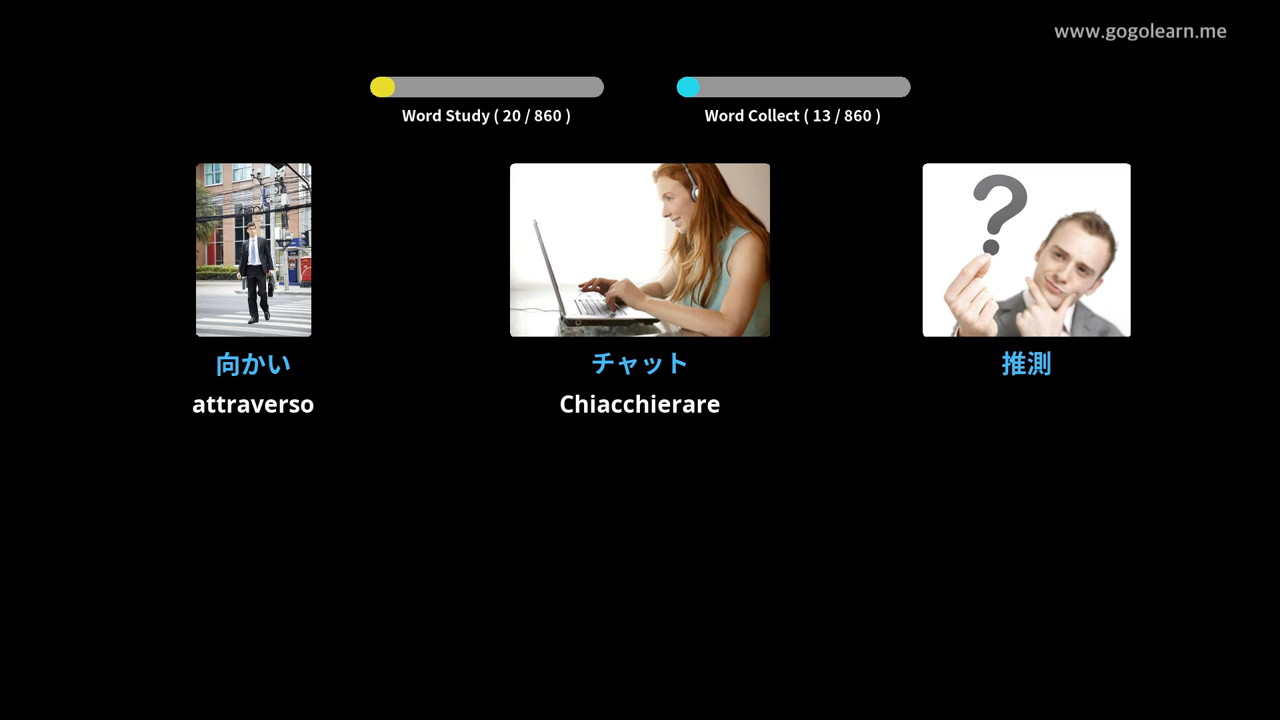 www.gogolearn.me
Word Study ( 20 / 860 )
Word Collect ( 13 / 860 )
向かい
チャット
推測
attraverso
Chiacchierare